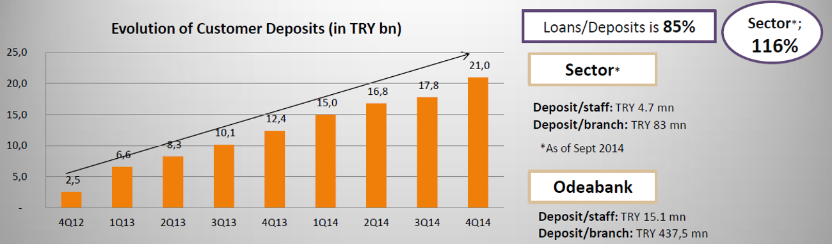 Evolution of Customer Deposits (in TRY bn)
25,0
20,0
15,0
10,0
5,0
-
2,5
6,6
8,3
10,1
12,4
15,0
16,8
17,8
21,0
4Q12 1Q13 2Q13 3Q13 4Q13 1Q14 2Q14 3Q14 4Q14
Loans/Deposits is 85%
Sector*;
116%
Sector*
Deposit/staff: TRY 4.7 mn
Deposit/branch: TRY 83 mn
*As of Sept 2014
Odeabank
Deposit/staff: TRY 15.1 mn
Deposit/branch: TRY 437,5 mn